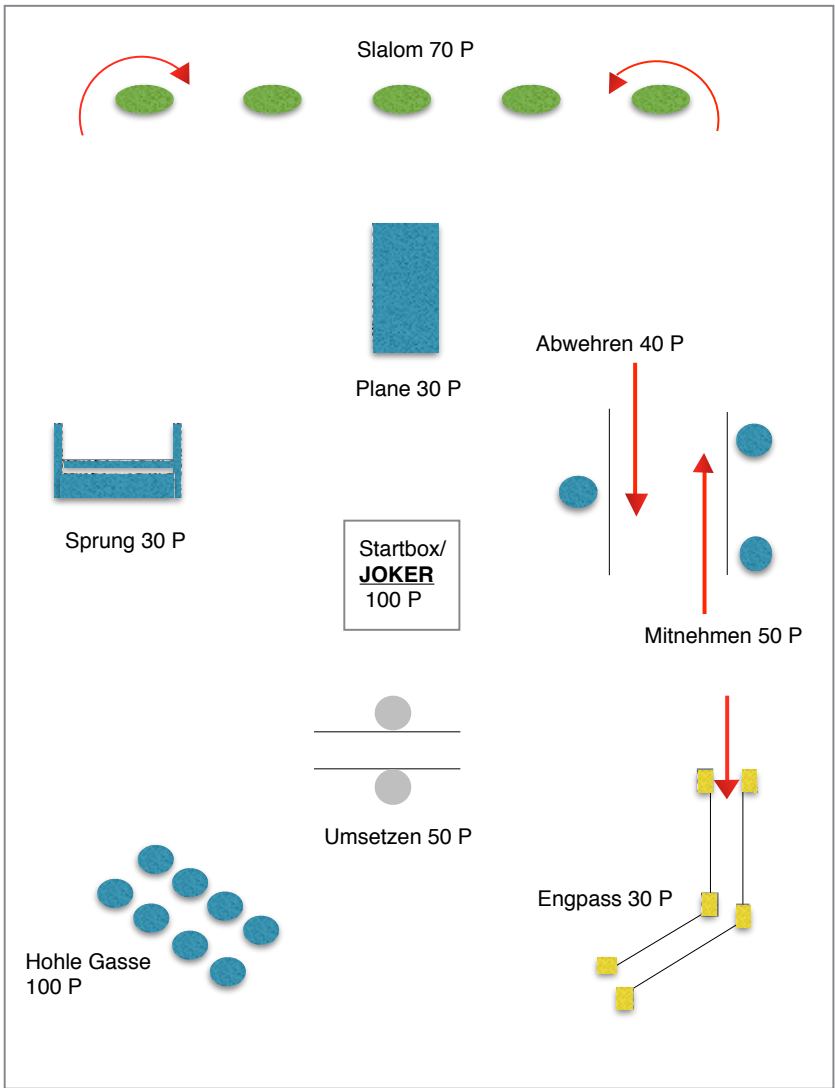 Slalom 70 P
Abwehren 40 P
Plane 30 P
Sprung 30 P
Startbox/
JOKER
100 P
Mitnehmen 50 P
Umsetzen 50 P
Engpass 30 P
Hohle Gasse
100 P